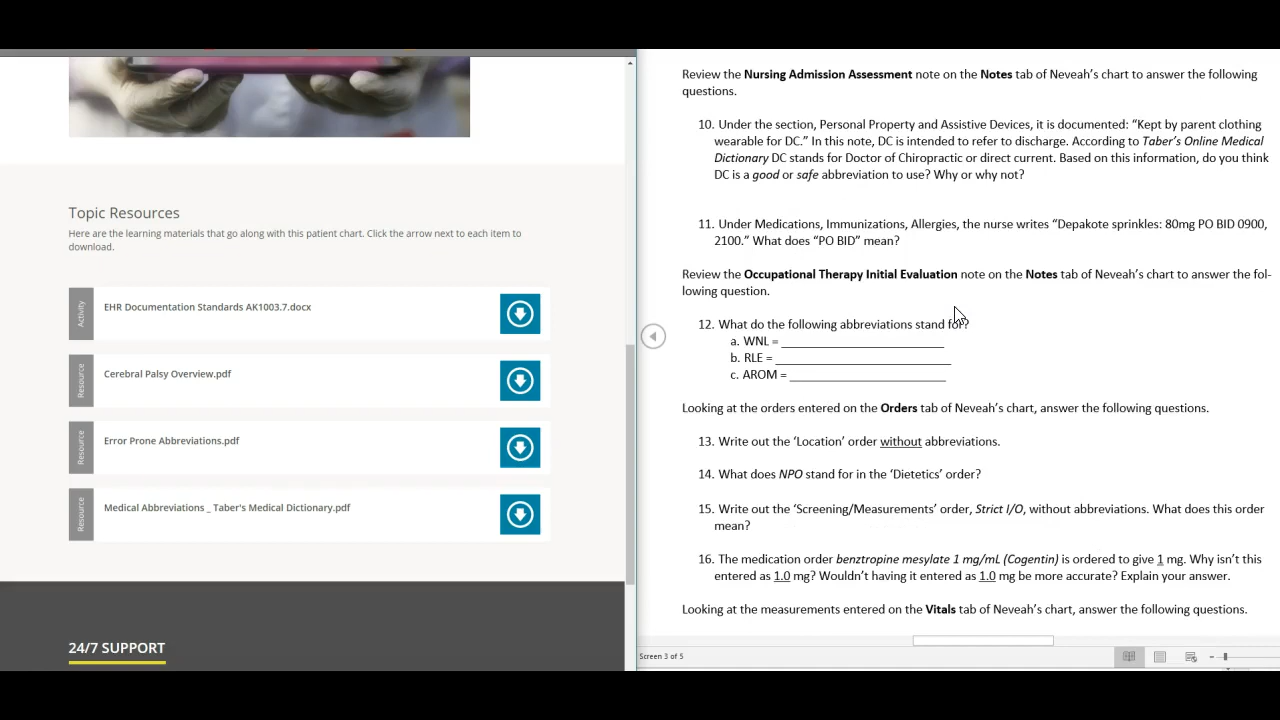 Topic Resources
Here are the learning materials that go along with this patient chart. Click the arrow next to each item to
download.
Activity
EHR Documentation Standards AK1003.7.docx
Resource
Cerebral Palsy Overview.pdf
Resource
Error Prone Abbreviations.pdf
Resource
Medical Abbreviations _ Taber's Medical Dictionary.pdf
24/7 SUPPORT
Review the Nursing Admission Assessment note on the Notes tab of Neveah's chart to answer the following
questions.
10. Under the section, Personal Property and Assistive Devices, it is documented: “Kept by parent clothing
wearable for DC.” In this note, DC is intended to refer to discharge. According to Taber's Online Medical
Dictionary DC stands for Doctor of Chiropractic or direct current. Based on this information, do you think
DC is a good or safe abbreviation to use? Why or why not?
11. Under Medications, Immunizations, Allergies, the nurse writes “Depakote sprinkles: 80mg PO BID 0900,
2100.” What does “PO BID” mean?
Review the Occupational Therapy Initial Evaluation note on the Notes tab of Neveah's chart to answer the fol-
lowing question.
12. What do the following abbreviations stand for?
a. WNL = ___________________________
b. RLE = _____________________________
c. AROM = __________________________
Looking at the orders entered on the Orders tab of Neveah's chart, answer the following questions.
13. Write out the ‘Location’ order without abbreviations.
14. What does NPO stand for in the ‘Dietetics’ order?
15. Write out the ‘Screening/Measurements’ order, Strict I/O, without abbreviations. What does this order
mean?
16. The medication order benztropine mesylate 1 mg/mL (Cogentin) is ordered to give 1 mg. Why isn't this
entered as 1.0 mg? Wouldn't having it entered as 1.0 mg be more accurate? Explain your answer.
Looking at the measurements entered on the Vitals tab of Neveah's chart, answer the following questions.
Screen 3 of 5